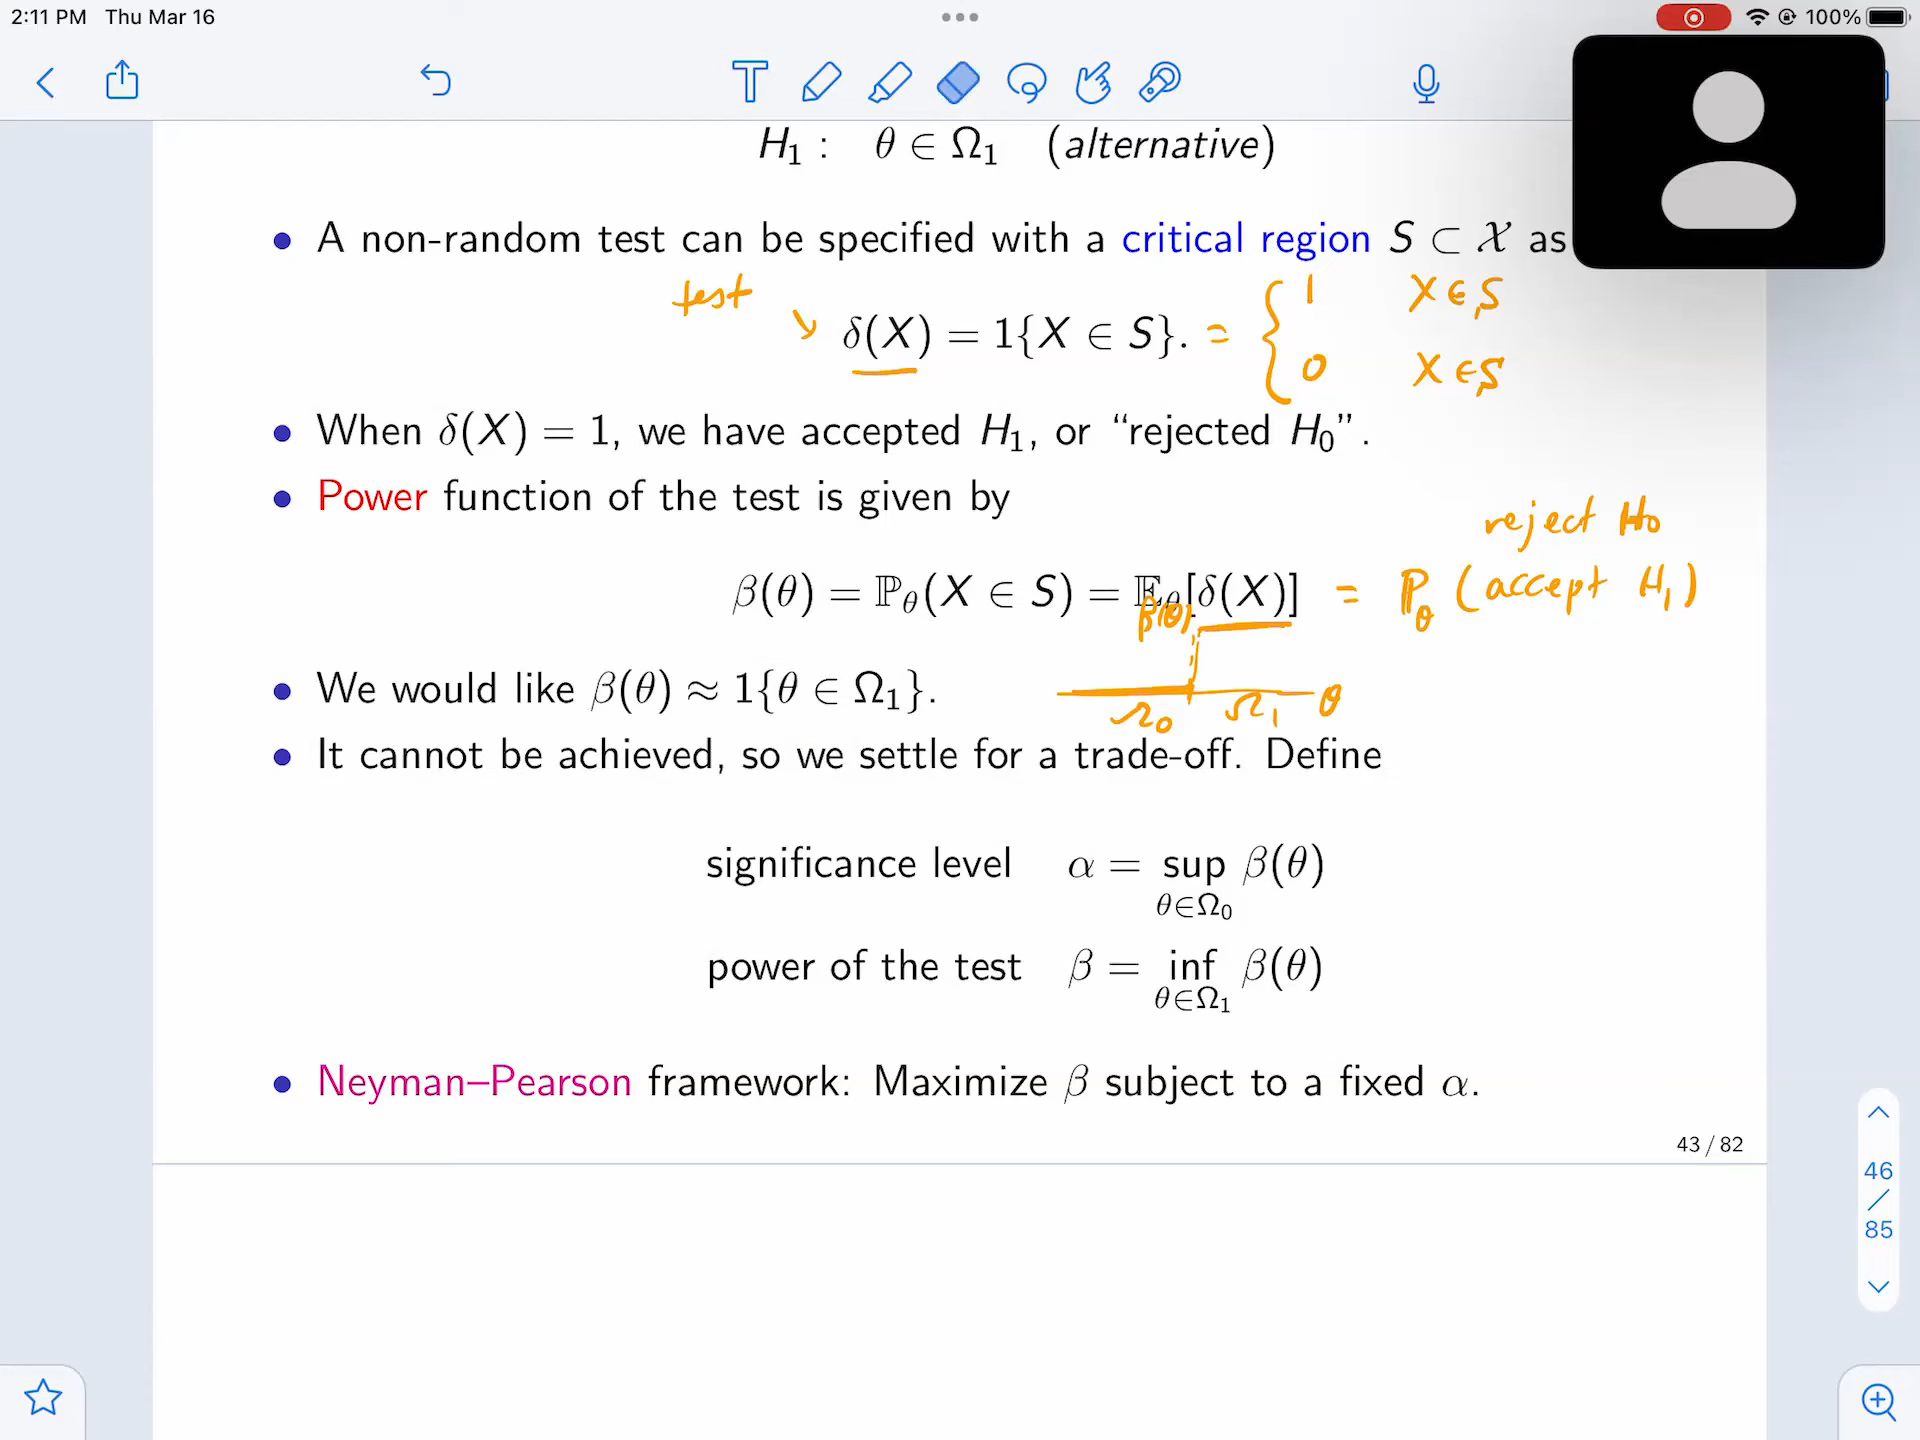 2:11 PM Thu Mar 16
100%
H₁ : θ ∈ Ω₁ (alternative)
• A non-random test can be specified with a critical region S ⊂ 𝒳 as
test
δ(X) = 1{X ∈ S}. = { 1 X ∈ S
0 X ∈ S
• When δ(X) = 1, we have accepted H₁, or “rejected H₀”.
• Power function of the test is given by
reject H₀
β(θ) = ℙ_θ(X ∈ S) = 𝔼_θ[δ(X)] = ℙ_θ (accept H₁)
β(θ)
• We would like β(θ) ≈ 1{θ ∈ Ω₁}.
Ω₀ Ω₁ θ
• It cannot be achieved, so we settle for a trade-off. Define
significance level α = sup β(θ)
θ∈Ω₀
power of the test β = inf β(θ)
θ∈Ω₁
• Neyman–Pearson framework: Maximize β subject to a fixed α.
43 / 82
46
/
85